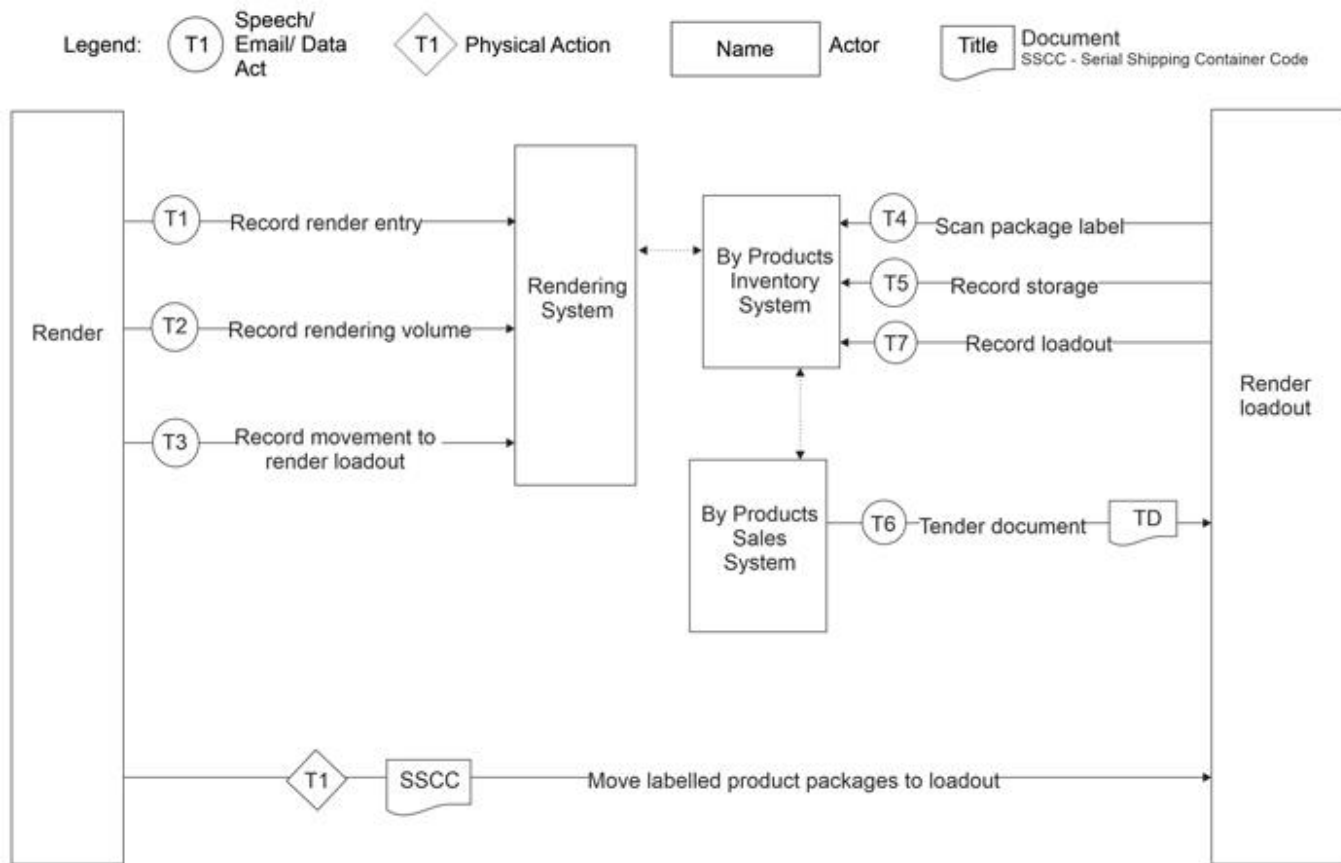 Legend:
T1
Speech/
Email/ Data
Act
T1
Physical Action
Name
Actor
Title
Document
SSCC - Serial Shipping Container Code
Render
T1
Record render entry
T2
Record rendering volume
T3
Record movement to
render loadout
Rendering
System
By Products
Inventory
System
T4
Scan package label
T5
Record storage
T7
Record loadout
Render
loadout
By Products
Sales
System
T6
Tender document
TD
T1
SSCC
Move labelled product packages to loadout